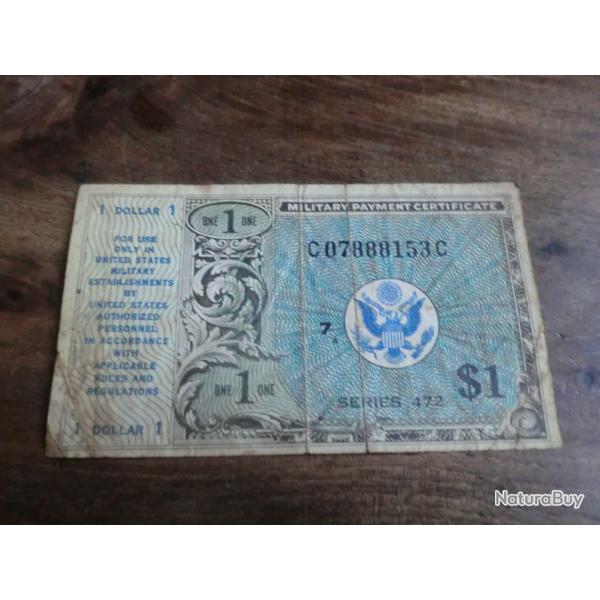 1 DOLLAR 1
FOR USE
ONLY IN
UNITED STATES
MILITARY
ESTABLISHMENTS
BY
UNITED STATES
AUTHORIZED
PERSONNEL
IN ACCORDANCE
WITH
APPLICABLE
RULES AND
REGULATIONS
1 DOLLAR 1
ONE 1 ONE
ONE 1 ONE
MILITARY PAYMENT CERTIFICATE
C07888153C
7
SERIES 472
$1
NaturaBuy